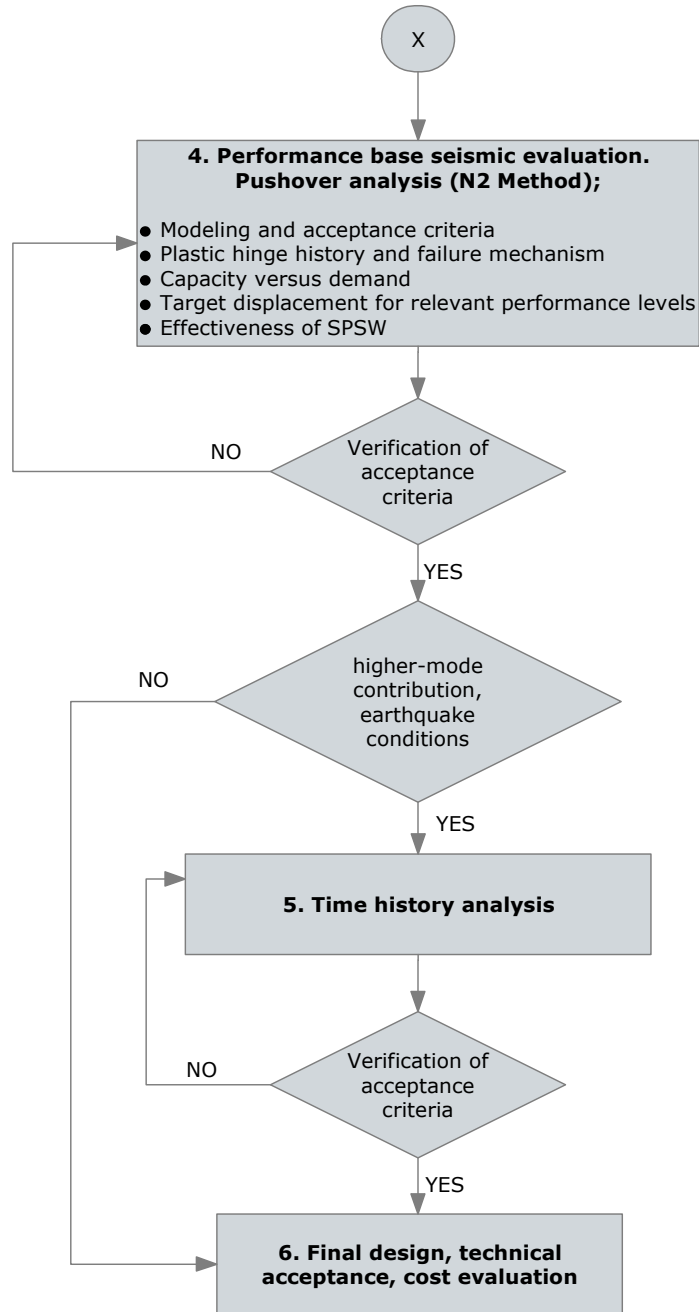 X
4. Performance base seismic evaluation.
Pushover analysis (N2 Method);
● Modeling and acceptance criteria
● Plastic hinge history and failure mechanism
● Capacity versus demand
● Target displacement for relevant performance levels
● Effectiveness of SPSW
NO
Verification of
acceptance
criteria
YES
NO
higher-mode
contribution,
earthquake
conditions
YES
5. Time history analysis
NO
Verification of
acceptance
criteria
YES
6. Final design, technical
acceptance, cost evaluation